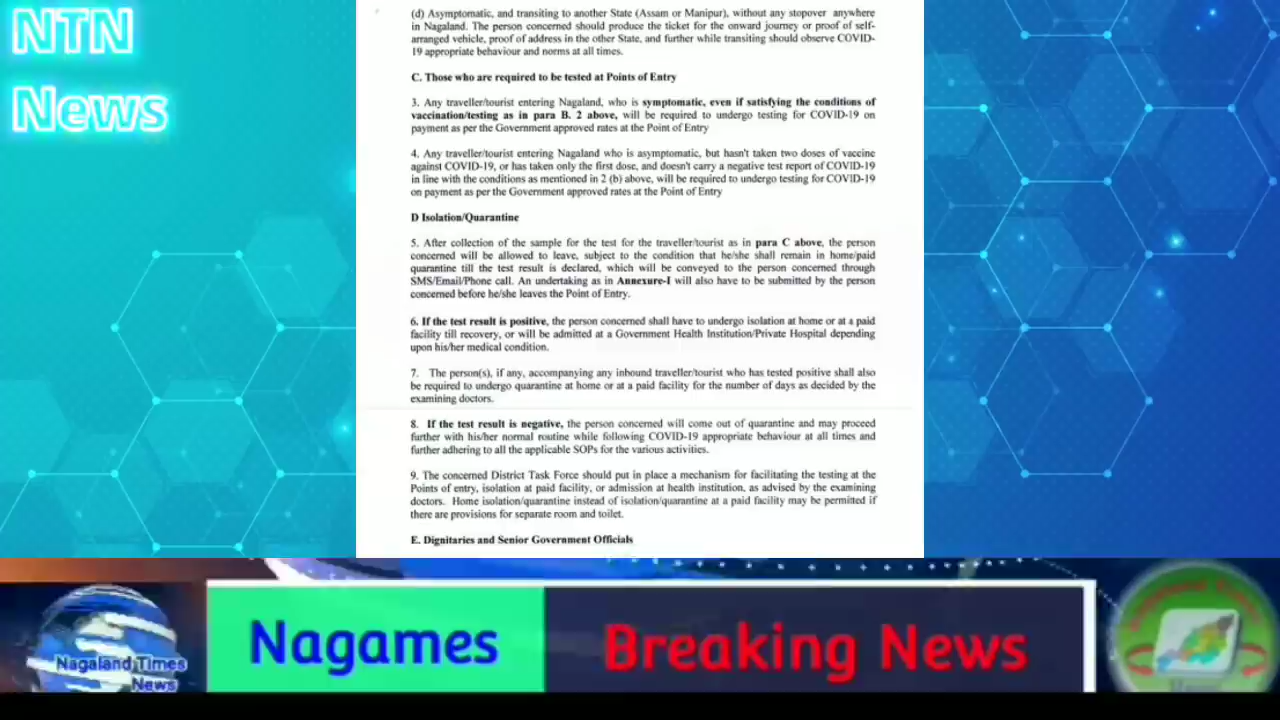 NTN
News
(d) Asymptomatic, and transiting to another State (Assam or Manipur), without any stopover anywhere
in Nagaland. The person concerned should produce the ticket for the onward journey or proof of self-
arranged vehicle, proof of address in the other State, and further while transiting should observe COVID-
19 appropriate behaviour and norms at all times.
C. Those who are required to be tested at Points of Entry
3. Any traveller/tourist entering Nagaland, who is symptomatic, even if satisfying the conditions of
vaccination/testing as in para B. 2 above, will be required to undergo testing for COVID-19 on
payment as per the Government approved rates at the Point of Entry
4. Any traveller/tourist entering Nagaland who is asymptomatic, but hasn't taken two doses of vaccine
against COVID-19, or has taken only the first dose, and doesn't carry a negative test report of COVID-19
in line with the conditions as mentioned in 2 (b) above, will be required to undergo testing for COVID-19
on payment as per the Government approved rates at the Point of Entry
D Isolation/Quarantine
5. After collection of the sample for the test for the traveller/tourist as in para C above, the person
concerned will be allowed to leave, subject to the condition that he/she shall remain in home/paid
quarantine till the test result is declared, which will be conveyed to the person concerned through
SMS/Email/Phone call. An undertaking as in Annexure-I will also have to be submitted by the person
concerned before he/she leaves the Point of Entry.
6. If the test result is positive, the person concerned shall have to undergo isolation at home or at a paid
facility till recovery, or will be admitted at a Government Health Institution/Private Hospital depending
upon his/her medical condition.
7. The person(s), if any, accompanying any inbound traveller/tourist who has tested positive shall also
be required to undergo quarantine at home or at a paid facility for the number of days as decided by the
examining doctors.
8. If the test result is negative, the person concerned will come out of quarantine and may proceed
further with his/her normal routine while following COVID-19 appropriate behaviour at all times and
further adhering to all the applicable SOPs for the various activities.
9. The concerned District Task Force should put in place a mechanism for facilitating the testing at the
Points of entry, isolation at paid facility, or admission at health institution, as advised by the examining
doctors. Home isolation/quarantine instead of isolation/quarantine at a paid facility may be permitted if
there are provisions for separate room and toilet.
E. Dignitaries and Senior Government Officials
Nagaland Times
News
Nagames
Breaking News